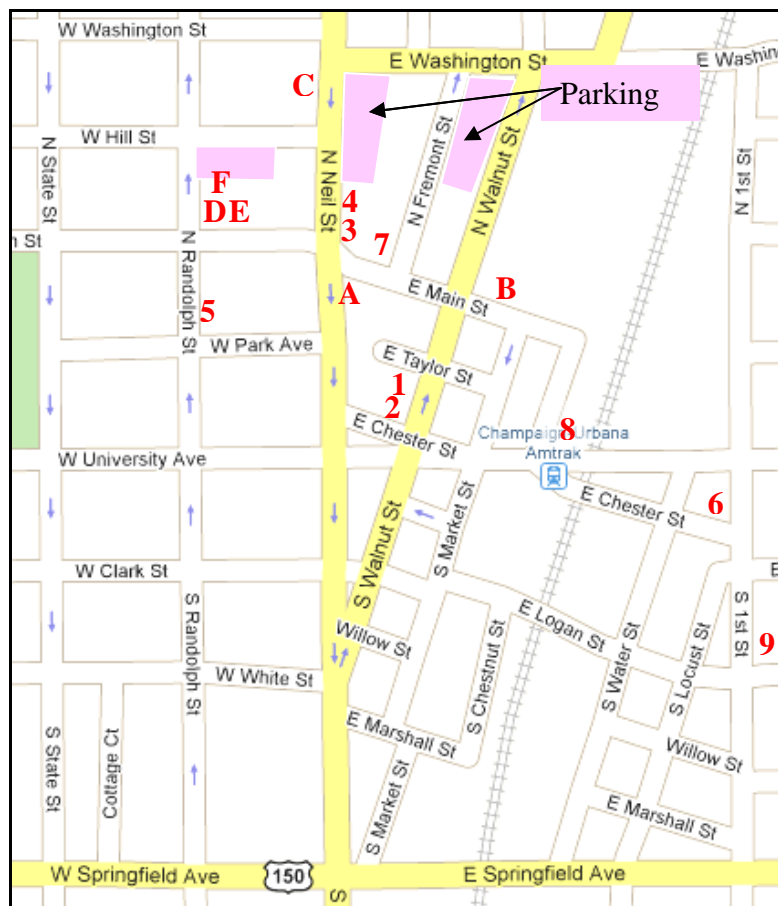 W Washington St
E Washington St
E Washin
C
Parking
W Hill St
N State St
N Neil St
N Fremont St
N Walnut St
N 1st St
F
DE
4
3
7
n St
N Randolph St
5
A
E Main St
B
W Park Ave
E Taylor St
1
2
E Chester St
8
Champaign Urbana
Amtrak
W University Ave
E Chester St
6
S Market St
S Walnut St
W Clark St
E
S Randolph St
Willow St
E Logan St
S Water St
S Locust St
S 1st St
9
W White St
S Chestnut St
S State St
Cottage Ct
E Marshall St
S Market St
Willow St
E Marshall St
W Springfield Ave
150
E Springfield Ave
S